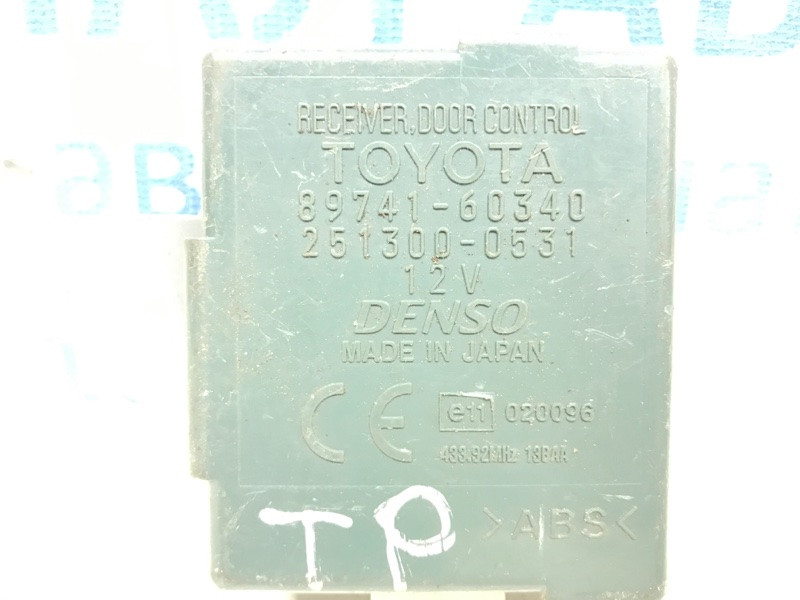 RECEIVER, DOOR CONTROL
TOYOTA
89741-60340
251300-0531
12V
DENSO
MADE IN JAPAN
CE e11 020096
433.92MHz 13BAA
TP >ABS<